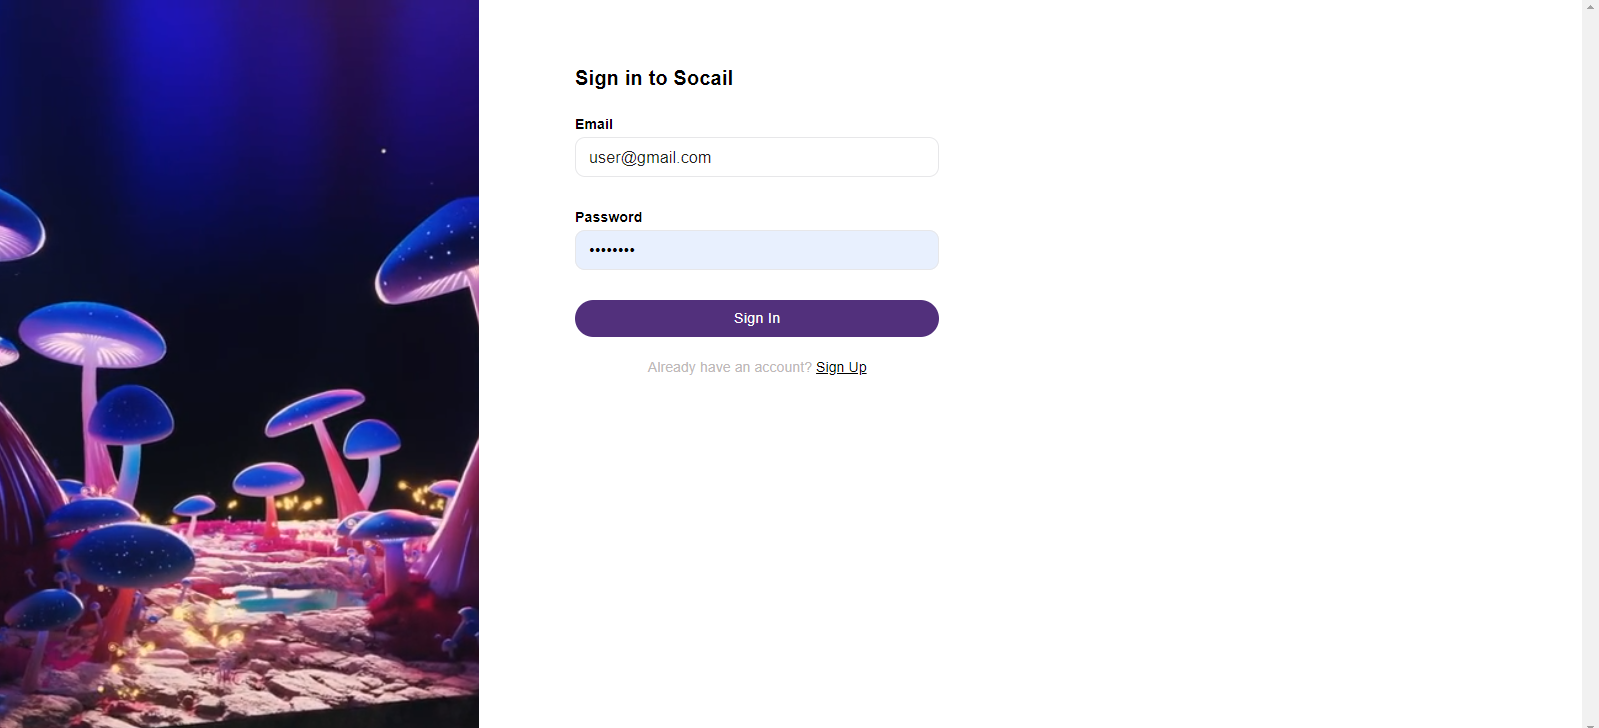 Sign in to Socail
Email
user@gmail.com
Password
••••••••
Sign In
Already have an account? Sign Up